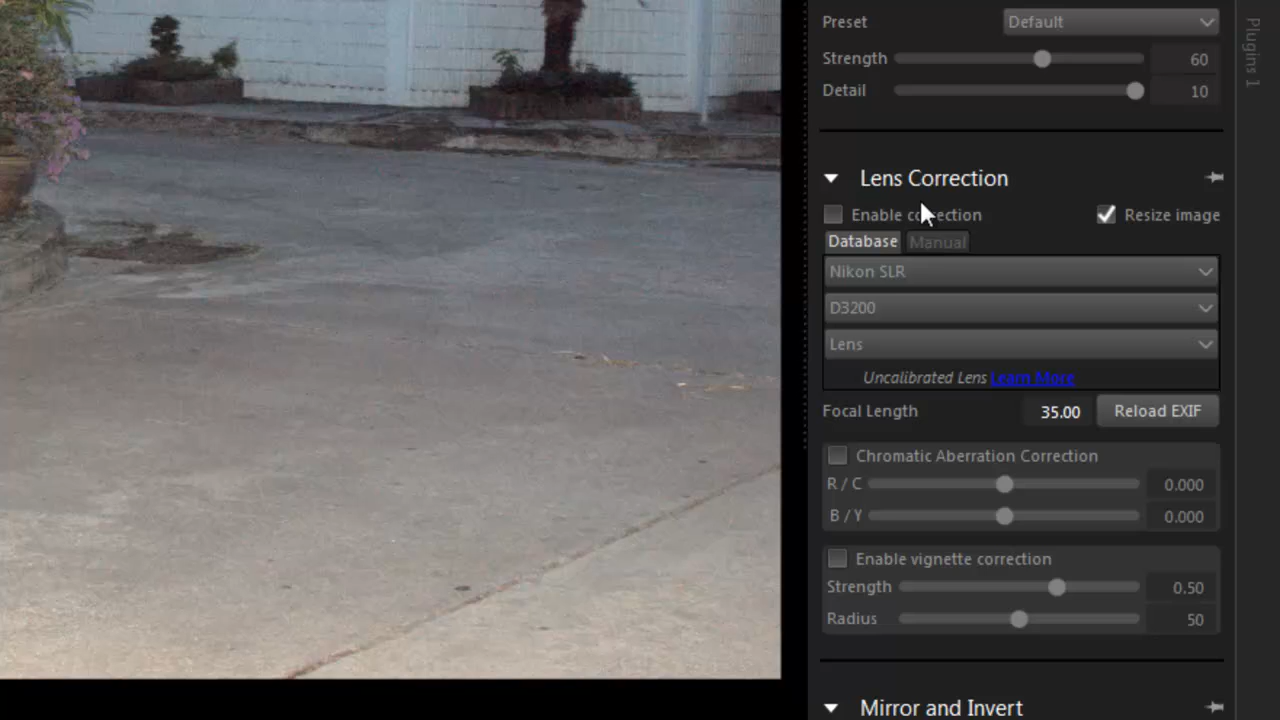 Preset Default
Strength 60
Detail 10
Plugins 1
Lens Correction
Enable correction Resize image
Database Manual
Nikon SLR
D3200
Lens
Uncalibrated Lens Learn More
Focal Length 35.00 Reload EXIF
Chromatic Aberration Correction
R / C 0.000
B / Y 0.000
Enable vignette correction
Strength 0.50
Radius 50
Mirror and Invert